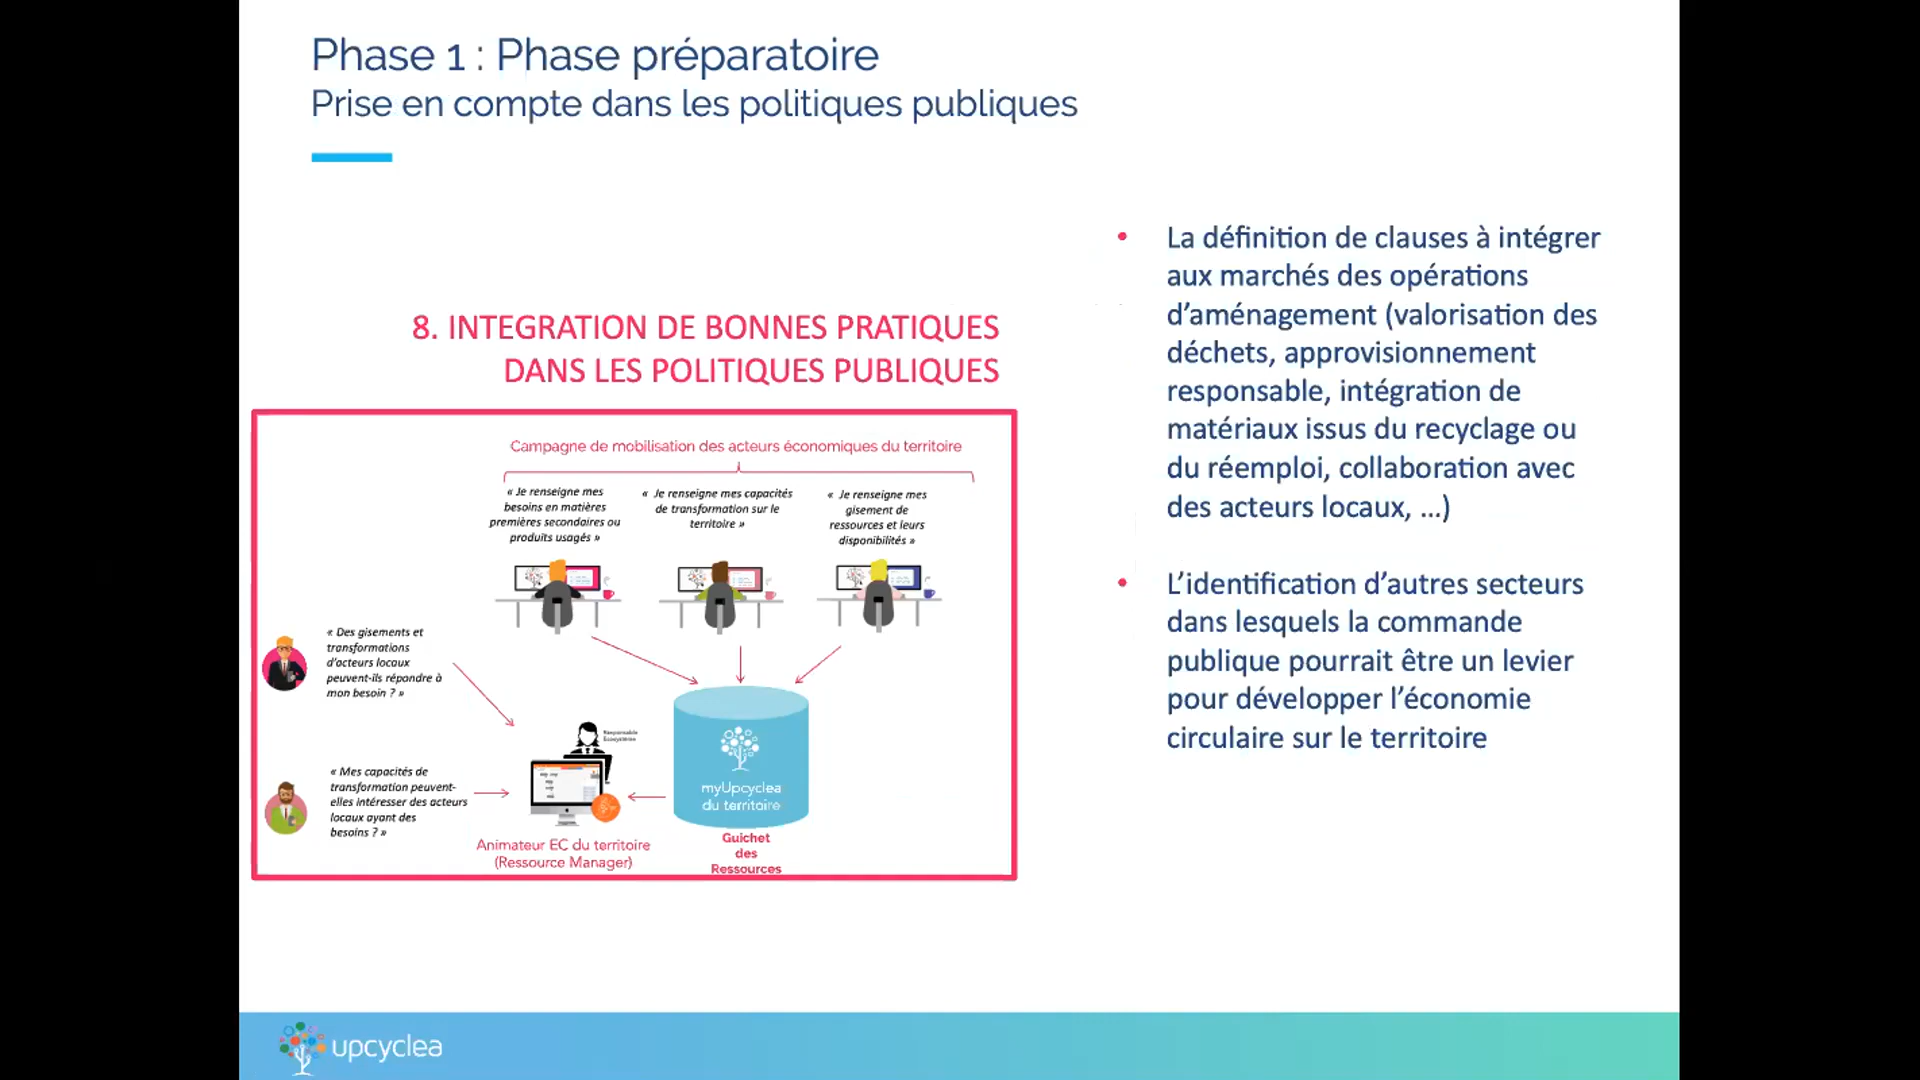 Phase 1 : Phase préparatoire
Prise en compte dans les politiques publiques
8. INTEGRATION DE BONNES PRATIQUES
DANS LES POLITIQUES PUBLIQUES
Campagne de mobilisation des acteurs économiques du territoire
« Je renseigne mes
besoins en matières
premières secondaires ou
produits usagés »
« Je renseigne mes capacités
de transformation sur le
territoire »
« Je renseigne mes
gisement de
ressources et leurs
disponibilités »
« Des gisements et
transformations
d'acteurs locaux
peuvent-ils répondre à
mon besoin ? »
« Mes capacités de
transformation peuvent-
elles intéresser des acteurs
locaux ayant des
besoins ? »
Responsable
Ecosystème
Animateur EC du territoire
(Ressource Manager)
myUpcyclea
du territoire
Guichet
des
Ressources
• La définition de clauses à intégrer
aux marchés des opérations
d’aménagement (valorisation des
déchets, approvisionnement
responsable, intégration de
matériaux issus du recyclage ou
du réemploi, collaboration avec
des acteurs locaux, ...)
• L’identification d’autres secteurs
dans lesquels la commande
publique pourrait être un levier
pour développer l’économie
circulaire sur le territoire
upcyclea